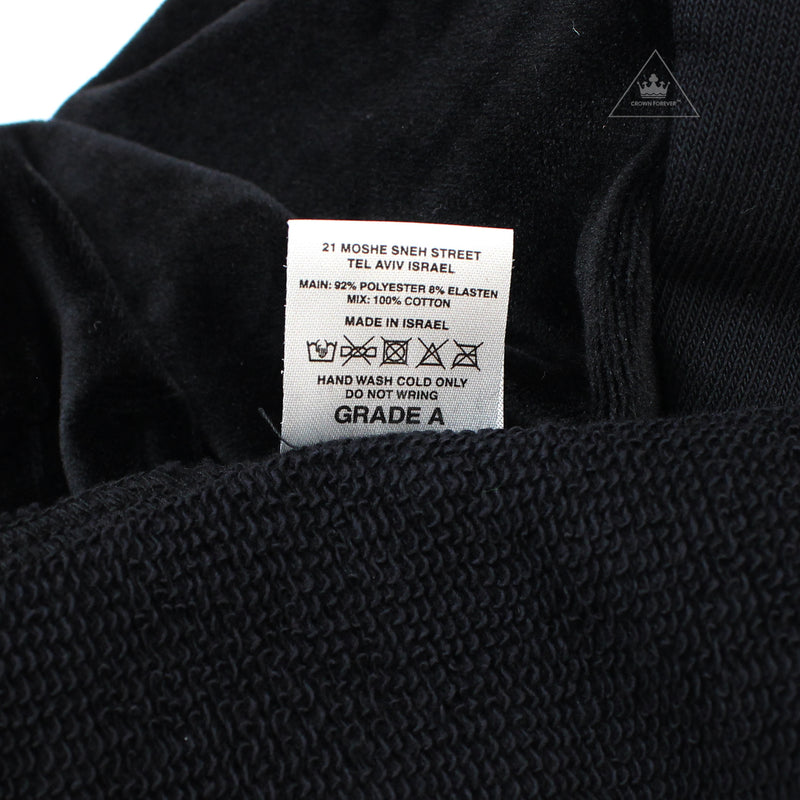 CROWN FOREVER™
21 MOSHE SNEH STREET
TEL AVIV ISRAEL
MAIN: 92% POLYESTER 8% ELASTEN
MIX: 100% COTTON
MADE IN ISRAEL
HAND WASH COLD ONLY
DO NOT WRING
GRADE A